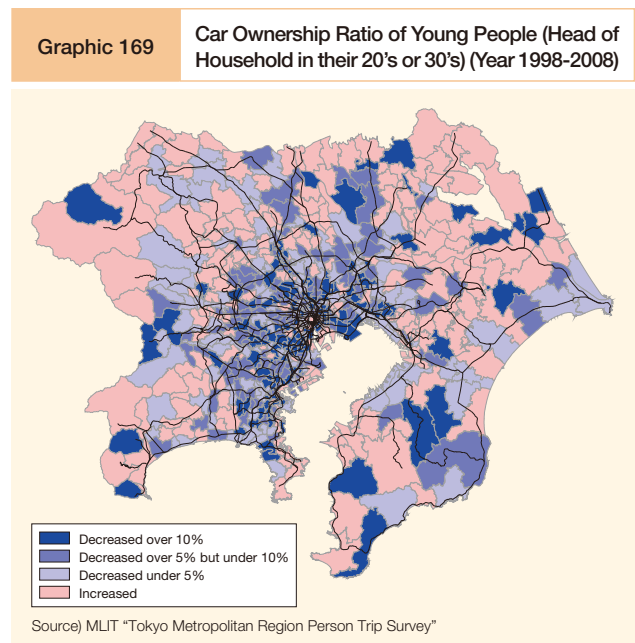 Graphic 169
Car Ownership Ratio of Young People (Head of
Household in their 20's or 30's) (Year 1998-2008)
Decreased over 10%
Decreased over 5% but under 10%
Decreased under 5%
Increased
Source) MLIT “Tokyo Metropolitan Region Person Trip Survey”